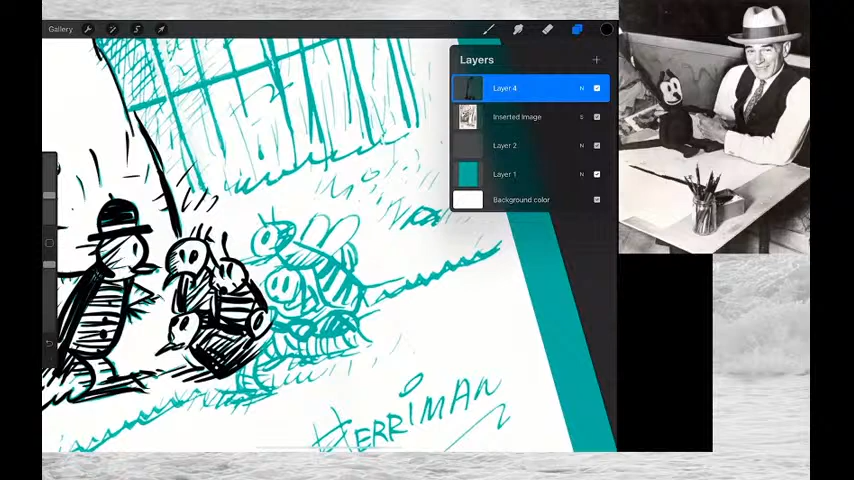 Gallery
Layers
Layer 4 N
Inserted Image S
Layer 2 N
Layer 1 N
Background color
HERRIMAN